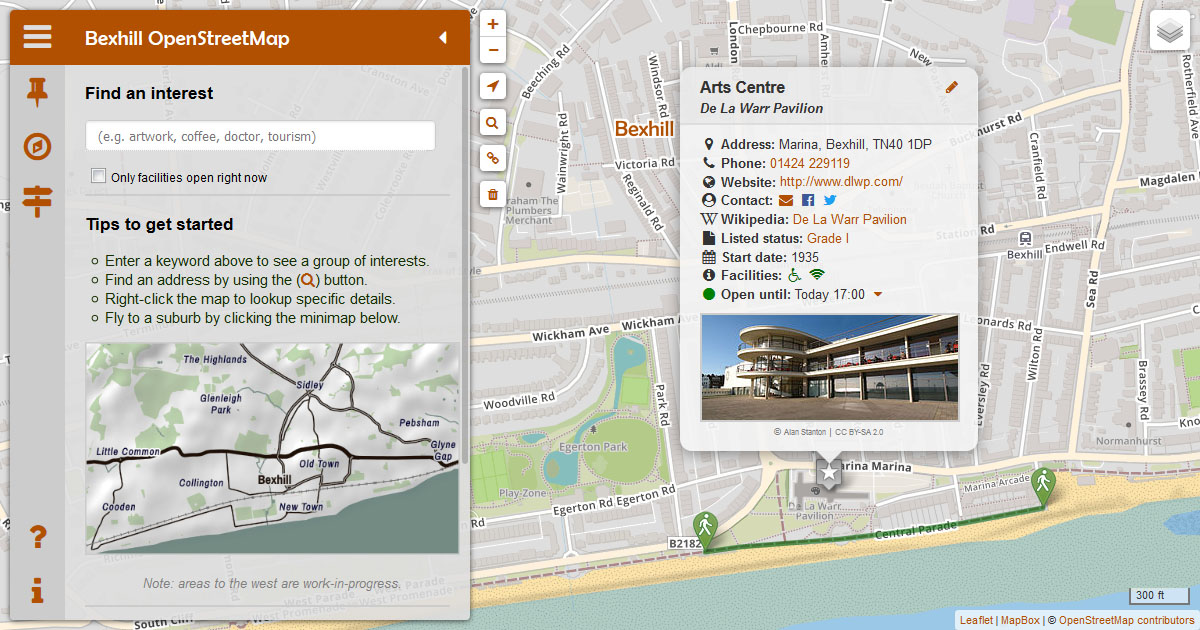 Bexhill OpenStreetMap
Find an interest
(e.g. artwork, coffee, doctor, tourism)
Only facilities open right now
Tips to get started
Enter a keyword above to see a group of interests.
Find an address by using the ( ) button.
Right-click the map to lookup specific details.
Fly to a suburb by clicking the minimap below.
The Highlands
Sidley
Glenleigh
Park
Pebsham
Little Common
Glyne
Gap
Old Town
Collington
Bexhill
Cooden
New Town
Note: areas to the west are work-in-progress.
South Cliff
West Parade
West Promenade
+
−
Arts Centre
De La Warr Pavilion
Address: Marina, Bexhill, TN40 1DP
Phone: 01424 229119
Website: http://www.dlwp.com/
Contact:
Wikipedia: De La Warr Pavilion
Listed status: Grade I
Start date: 1935
Facilities:
Open until: Today 17:00
© Alan Stanton | CC BY-SA 2.0
Beeching Rd
Windsor Rd
London
Chepbourne Rd
Amherst
New
Rotherfield Ave
Bexhill
Wainwright Rd
Victoria Rd
Reginald Rd
Graham The
Plumbers
Merchant
Cranfield Rd
Magdalen
Station Rd
Endwell Rd
Bexhill
Sea Rd
Wickham Ave
Wickham
Leonards Rd
Wilton Rd
Eversley Rd
Brassey Rd
Woodville Rd
Park Rd
Egerton Park
Play-Zone
Egerton Rd
Egerton Rd
Normanhurst
Marina
Marina Arcade
De La Warr
Pavilion
B2182
Central Parade
300 ft
Leaflet | MapBox | © OpenStreetMap contributors